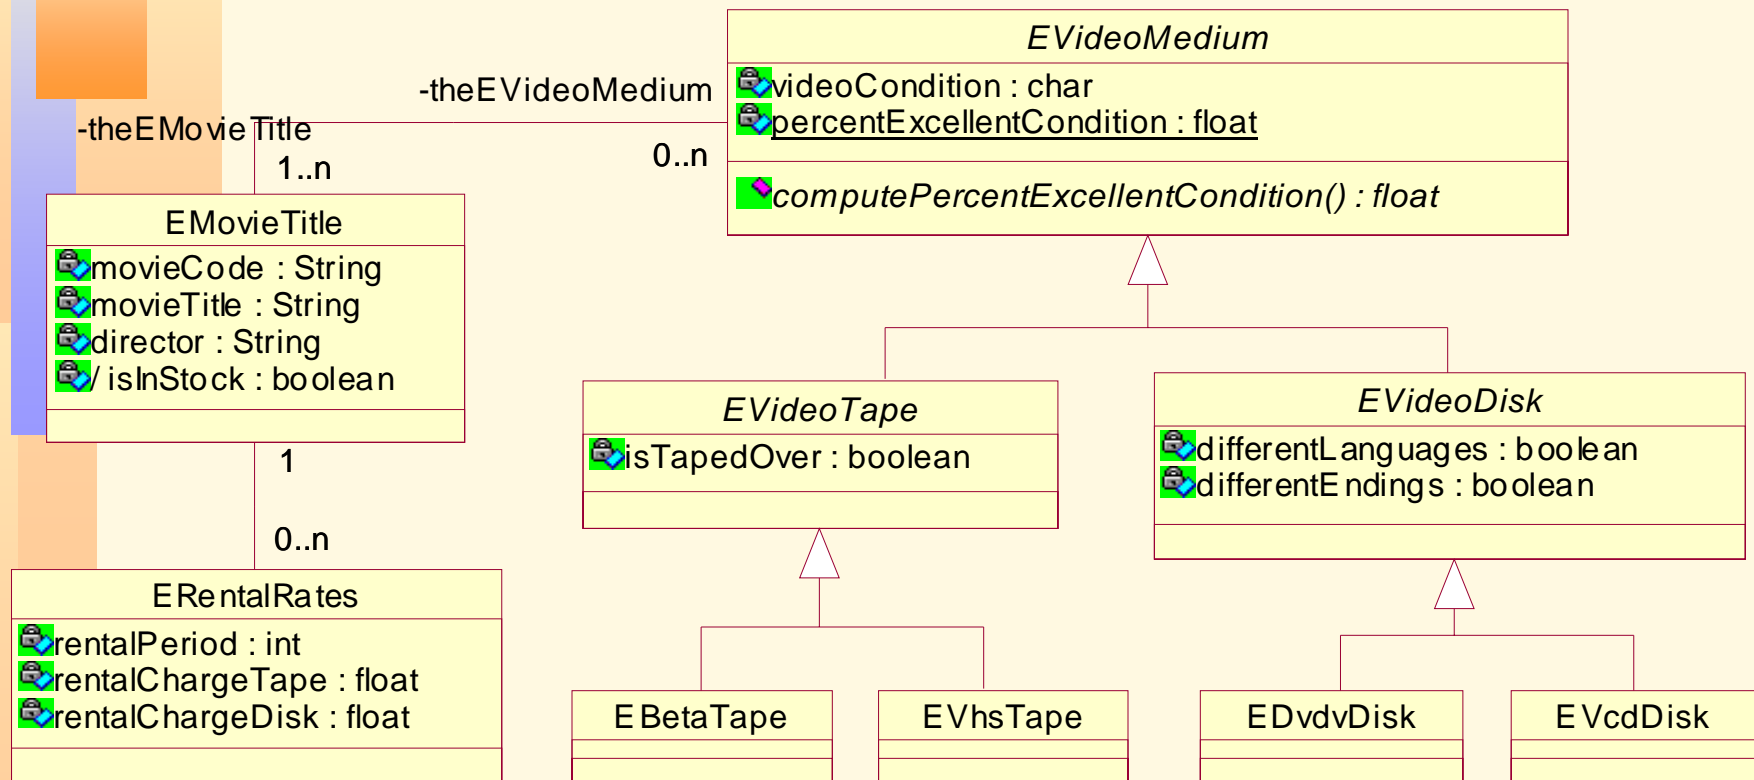 EVideoMedium
videoCondition : char
percentExcellentCondition : float
computePercentExcellentCondition() : float
-theEVideoMedium
0..n
-theEMovieTitle
1..n
EMovieTitle
movieCode : String
movieTitle : String
director : String
/ isInStock : boolean
1
0..n
ERentalRates
rentalPeriod : int
rentalChargeTape : float
rentalChargeDisk : float
EVideoTape
isTapedOver : boolean
EVideoDisk
differentLanguages : boolean
differentEndings : boolean
EBetaTape
EVhsTape
EDvdvDisk
EVcdDisk